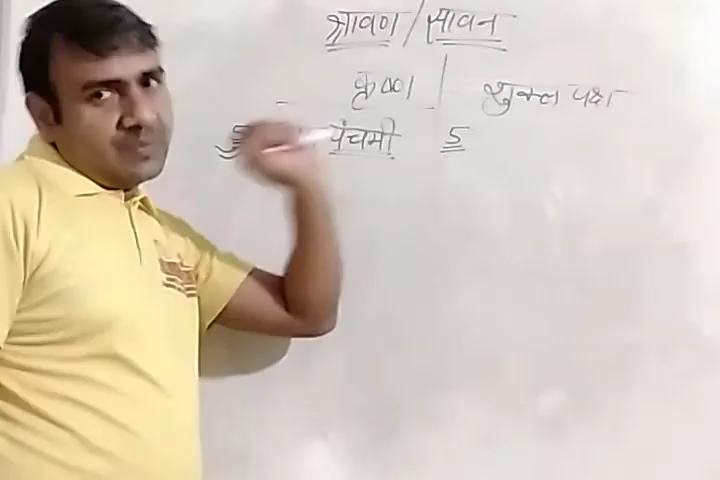 श्रावण / सावन
कृष्ण | शुक्ल पक्ष
पंचमी 5